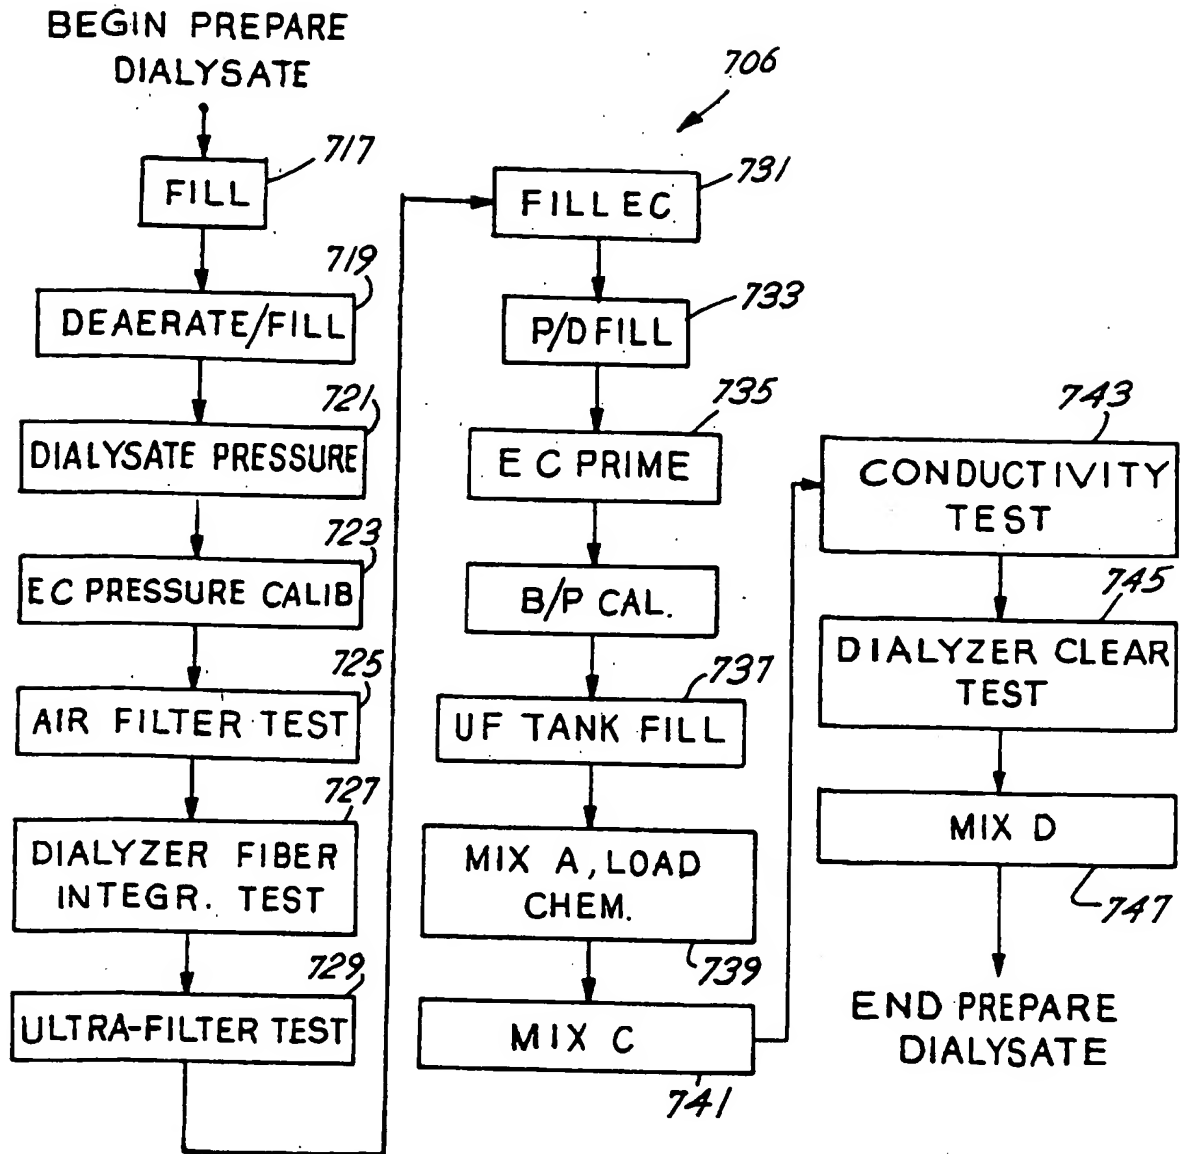 BEGIN PREPARE
DIALYSATE
717
FILL
719
DEAERATE/FILL
721
DIALYSATE PRESSURE
723
EC PRESSURE CALIB
725
AIR FILTER TEST
727
DIALYZER FIBER
INTEGR. TEST
729
ULTRA-FILTER TEST
706
731
FILL EC
733
P/D FILL
735
EC PRIME
B/P CAL.
737
UF TANK FILL
MIX A, LOAD
CHEM.
739
MIX C
741
743
CONDUCTIVITY
TEST
745
DIALYZER CLEAR
TEST
MIX D
747
END PREPARE
DIALYSATE